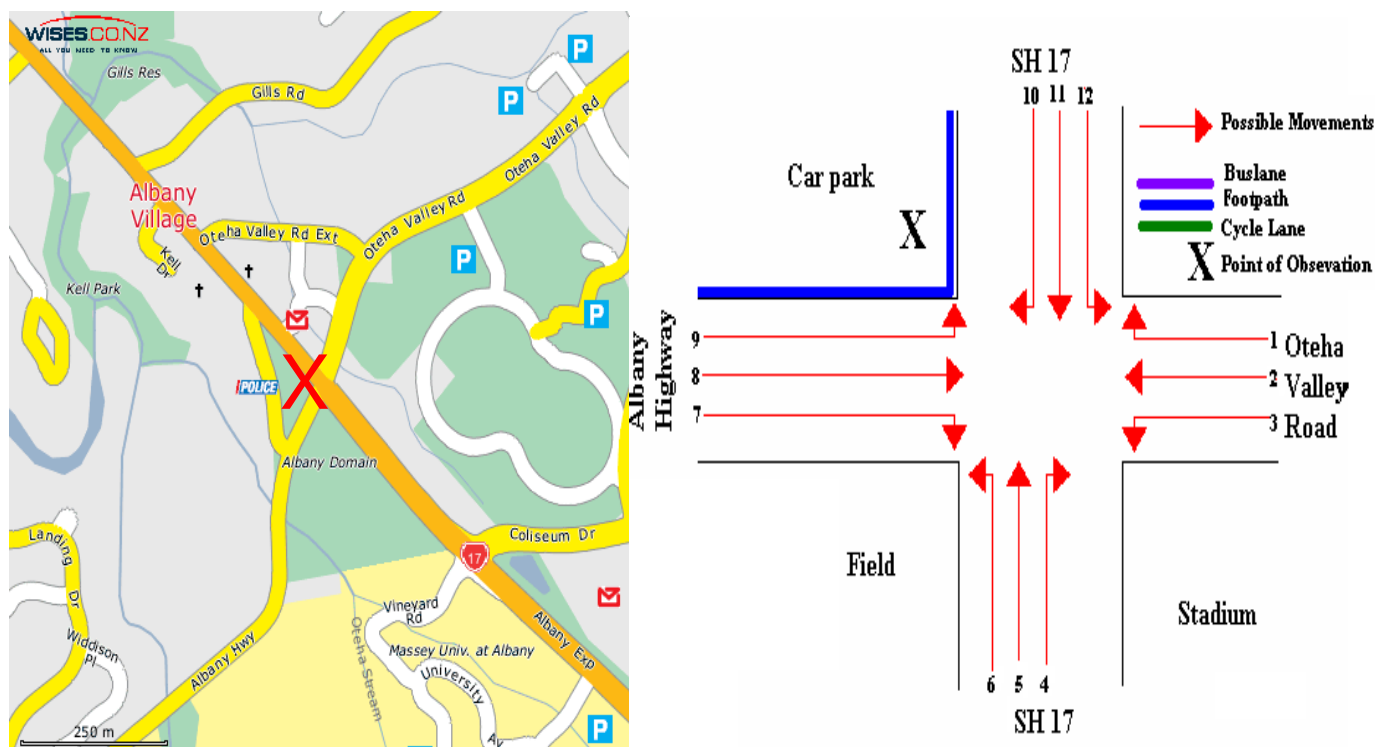 WISES.CO.NZ
ALL YOU NEED TO KNOW
Gills Res
Gills Rd
P
P
Oteha Valley Rd
Albany
Village
Oteha Valley Rd Ext
Oteha Valley Rd
Kell
Dr
P
Kell Park
P
POLICE
X
Albany Domain
Landing
Dr
Coliseum Dr
17
Widdison
Pl
Vineyard
Rd
Albany Hwy
Oteha Stream
Massey Univ. at Albany
Albany Exp
University
Av
P
250 m
SH 17
10 11 12
Possible Movements
Car park
Buslane
Footpath
Cycle Lane
X
X Point of Obsevation
Albany
Highway
9
8
7
1 Oteha
2 Valley
3 Road
Field
Stadium
6 5 4
SH 17